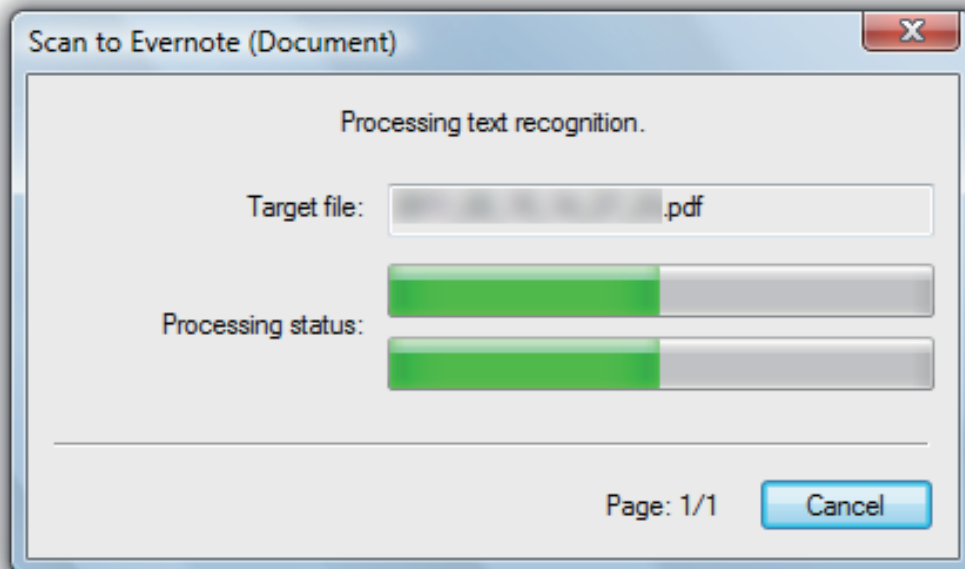 Scan to Evernote (Document)
Processing text recognition.
Target file: .pdf
Processing status:
Page: 1/1 Cancel